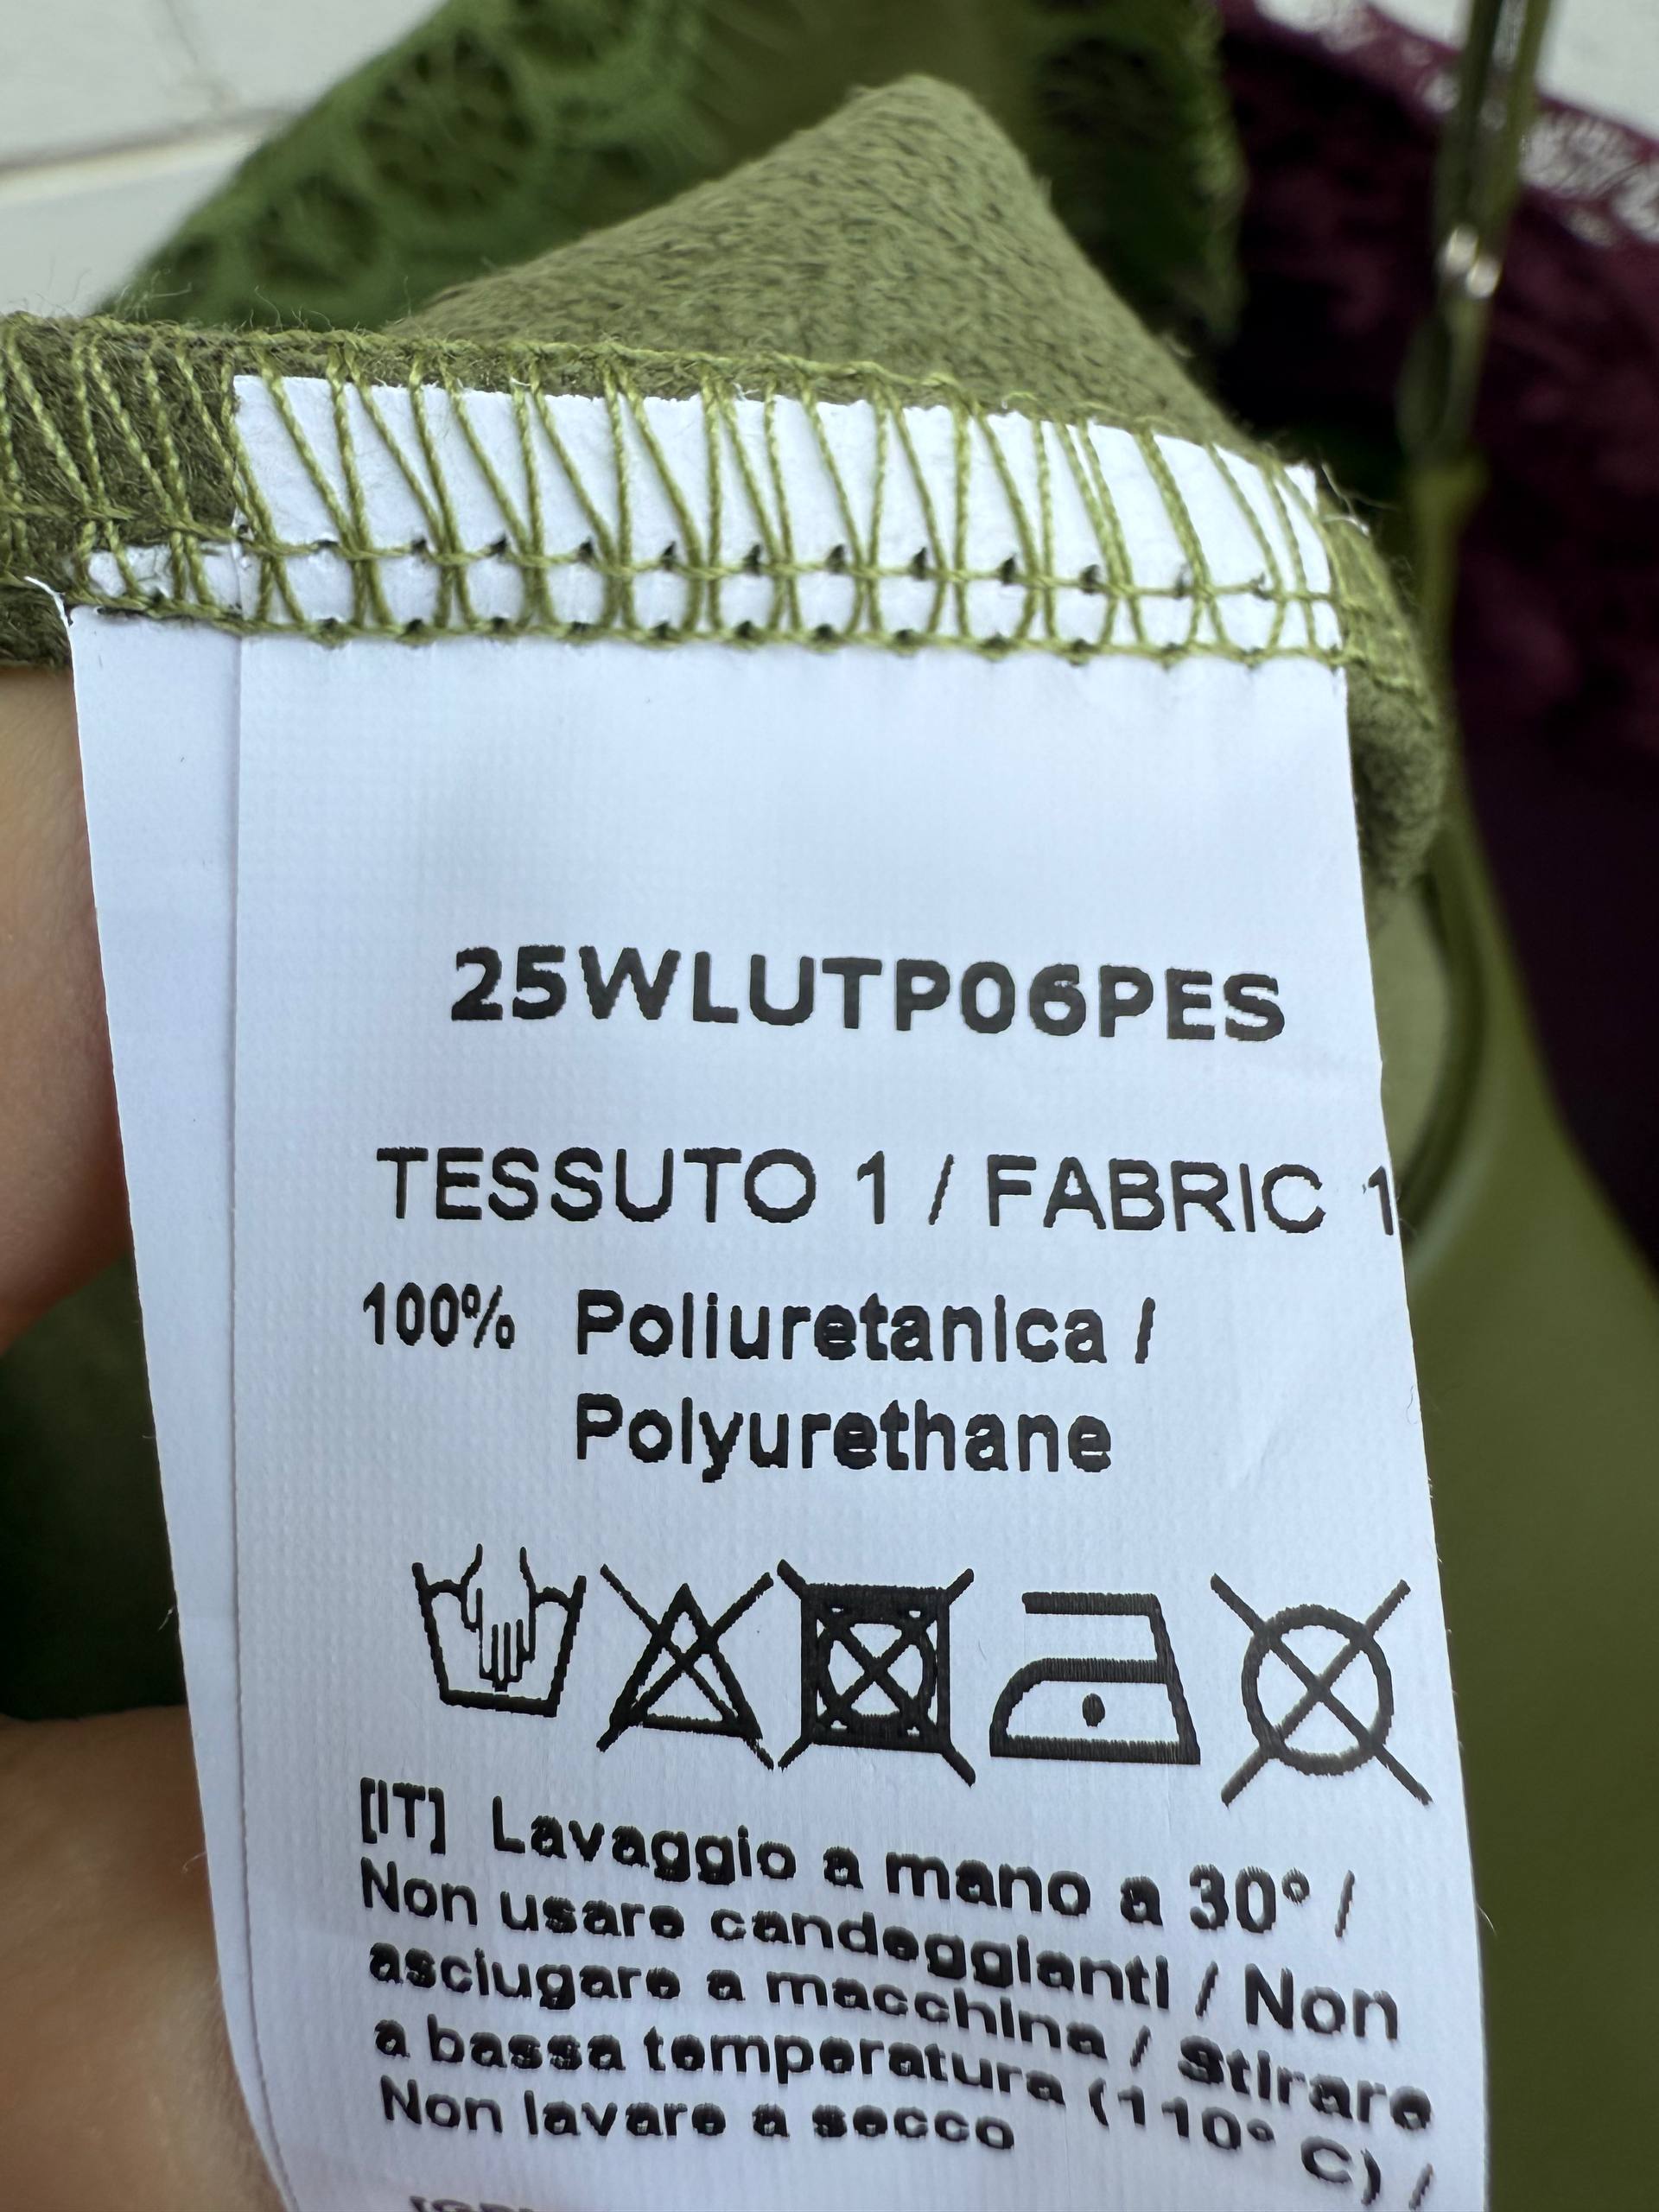 25WLUTP06PES
TESSUTO 1 / FABRIC 1
100% Poliuretanica /
Polyurethane
[IT] Lavaggio a mano a 30° /
Non usare candeggianti / Non
asciugare a macchina / Stirare
a bassa temperatura (110° C) /
Non lavare a secco